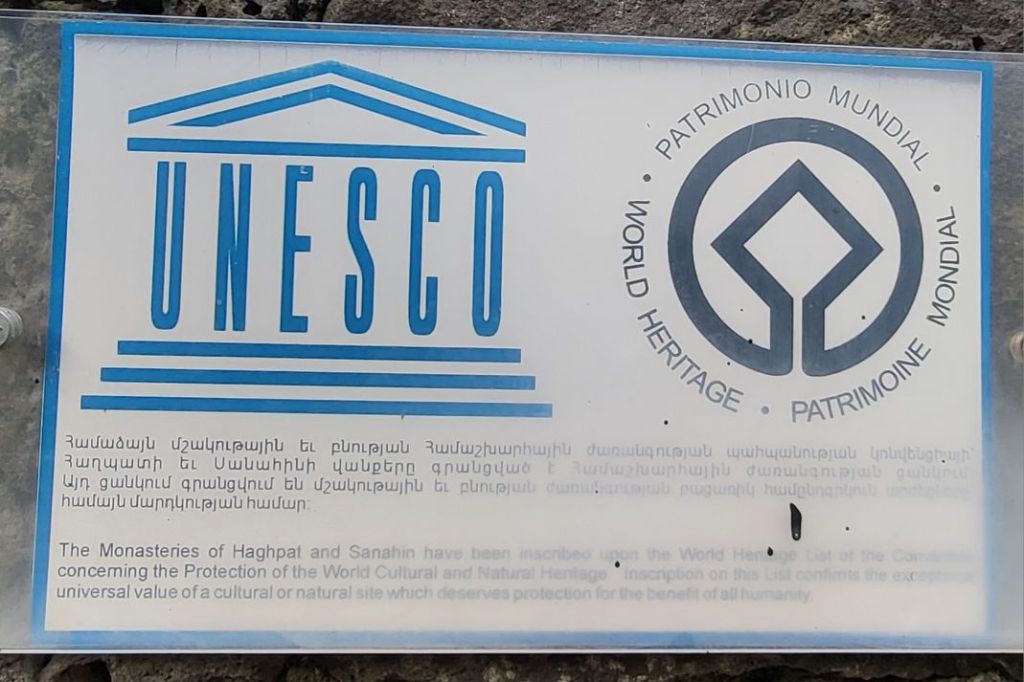 UNESCO
PATRIMONIO MUNDIAL • WORLD HERITAGE • PATRIMOINE MONDIAL •
Համաձայն մշակութային եւ բնության Համաշխարհային ժառանգության պահպանության կոնվենցիայի՝
Հաղպատի եւ Սանահինի վանքերը գրանցված է Համաշխարհային ժառանգության ցանկում
Այդ ցանկում գրանցվում են մշակութային եւ բնության ժառանգության բացառիկ համընդգրկուն արժեքները
համայն մարդկության համար:
The Monasteries of Haghpat and Sanahin have been inscribed upon the World Heritage List of the
concerning the Protection of the World Cultural and Natural Heritage Inscription on this List confirms the
universal value of a cultural or natural site which deserves protection for the benefit of all humanity.